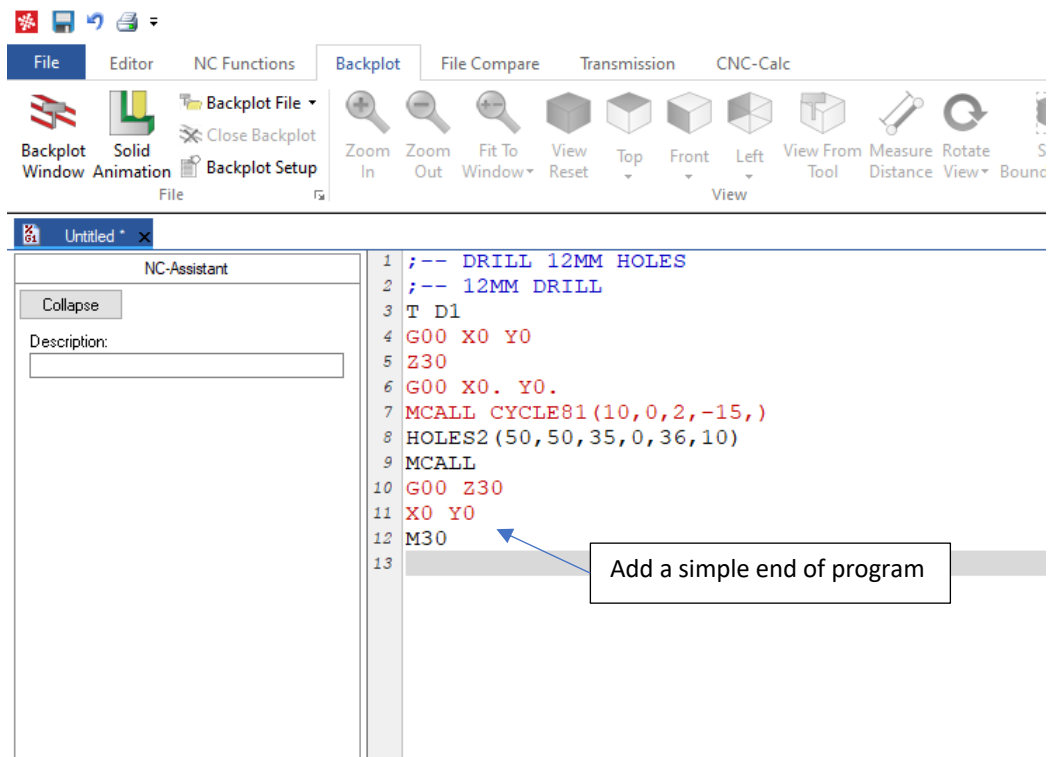 File Editor NC Functions Backplot File Compare Transmission CNC-Calc
Backplot Window
Solid Animation
Backplot File
Close Backplot
Backplot Setup
File
Zoom In
Zoom Out
Fit To Window
View Reset
Top
Front
Left
View From Tool
Measure Distance
Rotate View
S
Bound
View
Untitled *
NC-Assistant
Collapse
Description:
1 ;-- DRILL 12MM HOLES
2 ;-- 12MM DRILL
3 T D1
4 G00 X0 Y0
5 Z30
6 G00 X0. Y0.
7 MCALL CYCLE81(10,0,2,-15,)
8 HOLES2(50,50,35,0,36,10)
9 MCALL
10 G00 Z30
11 X0 Y0
12 M30
13
Add a simple end of program